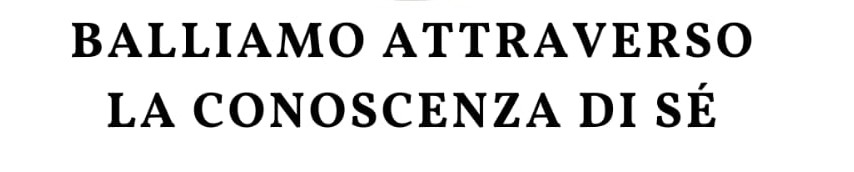 BALLIAMO ATTRAVERSO
LA CONOSCENZA DI SÉ